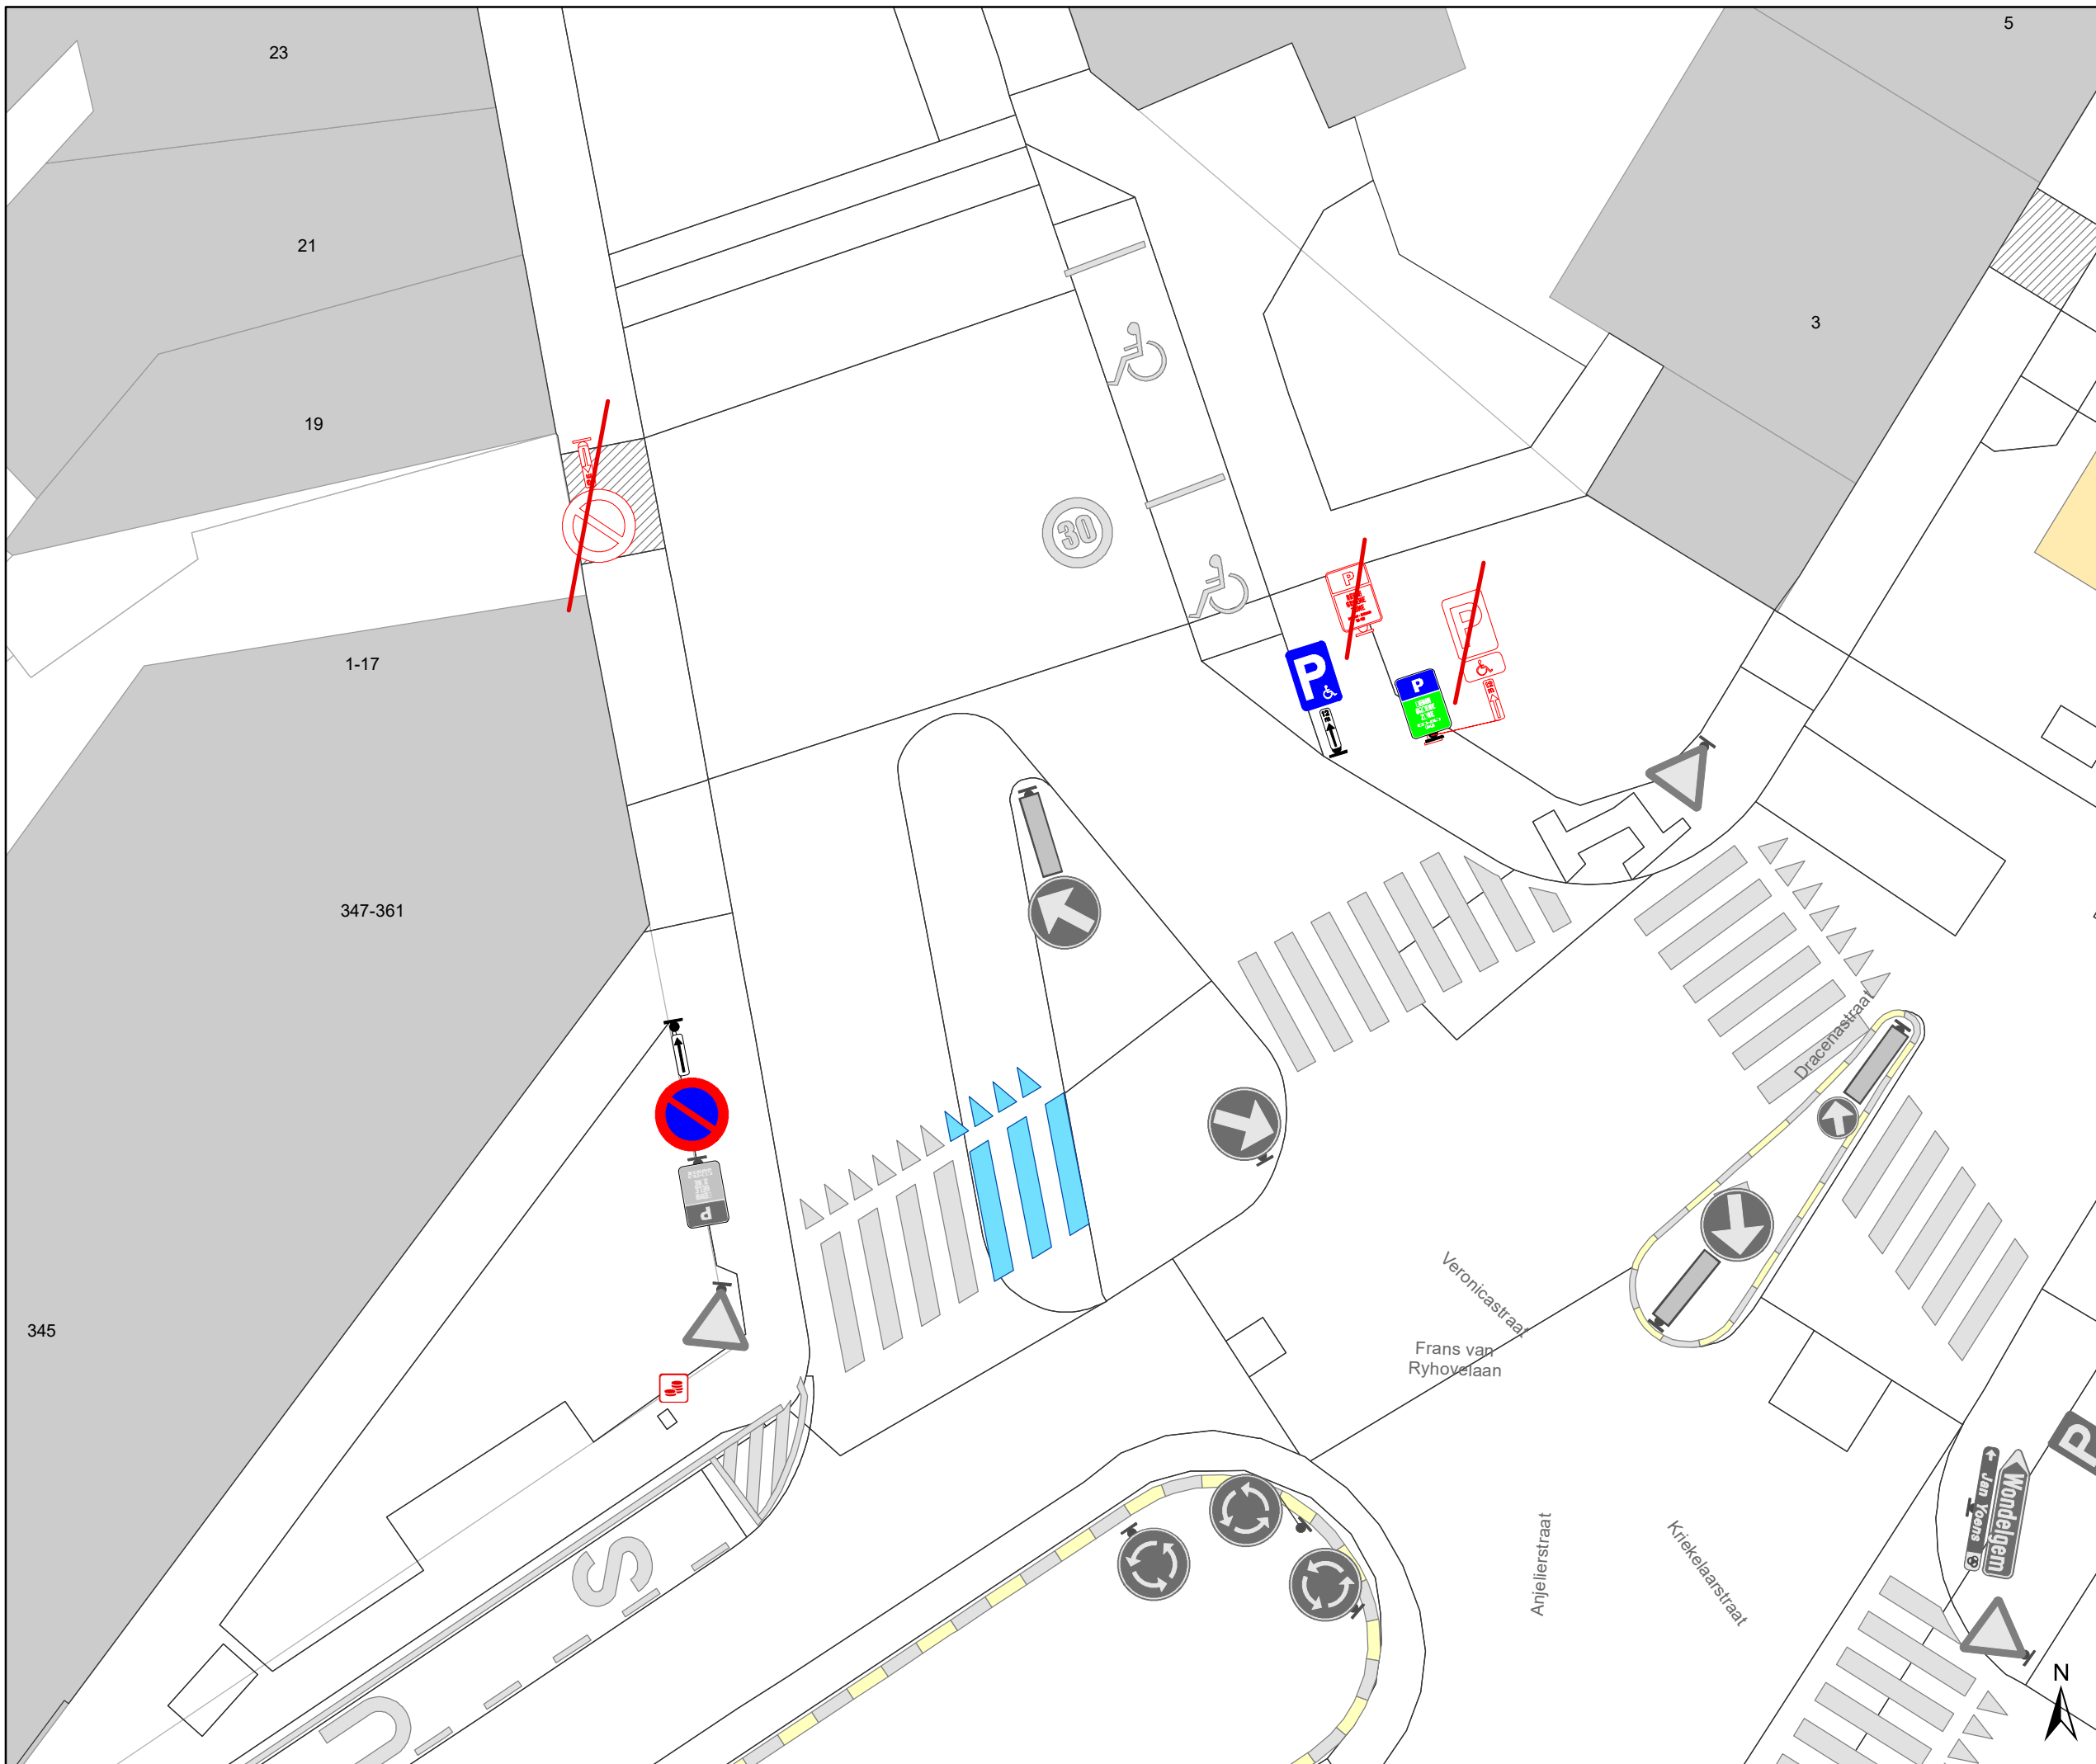 5
23
21
3
19
30
P
P
1-17
P
12m
P
347-361
Dracenastraat
P
Veronicastraat
345
Frans van
Ryhovelaan
P
Jan Yoens
Wondelgem
Anjelierstraat
Kriekelaarstraat
S
U
N